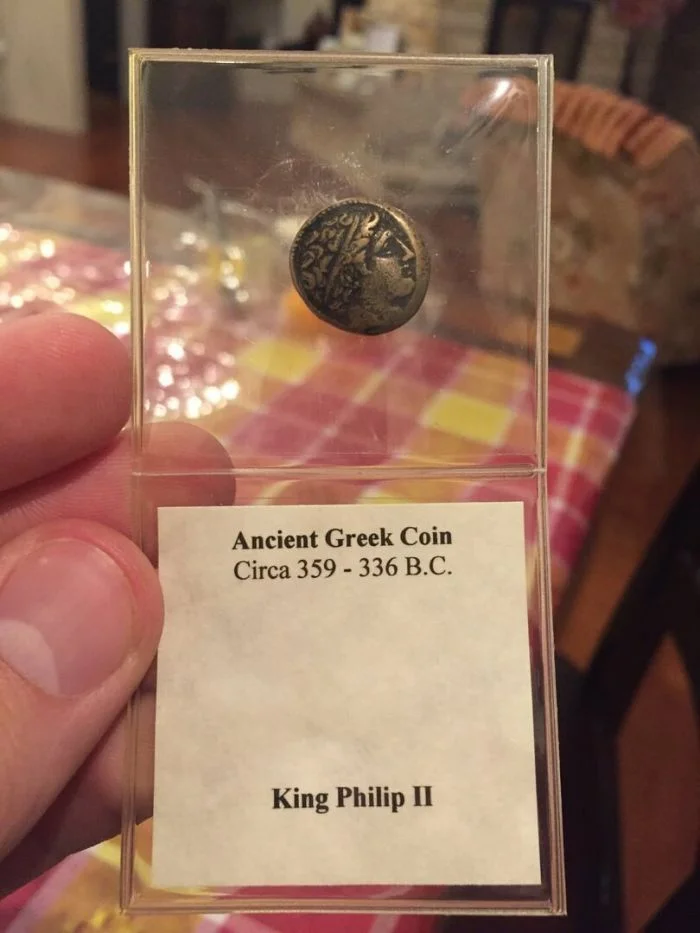 Ancient Greek Coin
Circa 359 - 336 B.C.
King Philip II